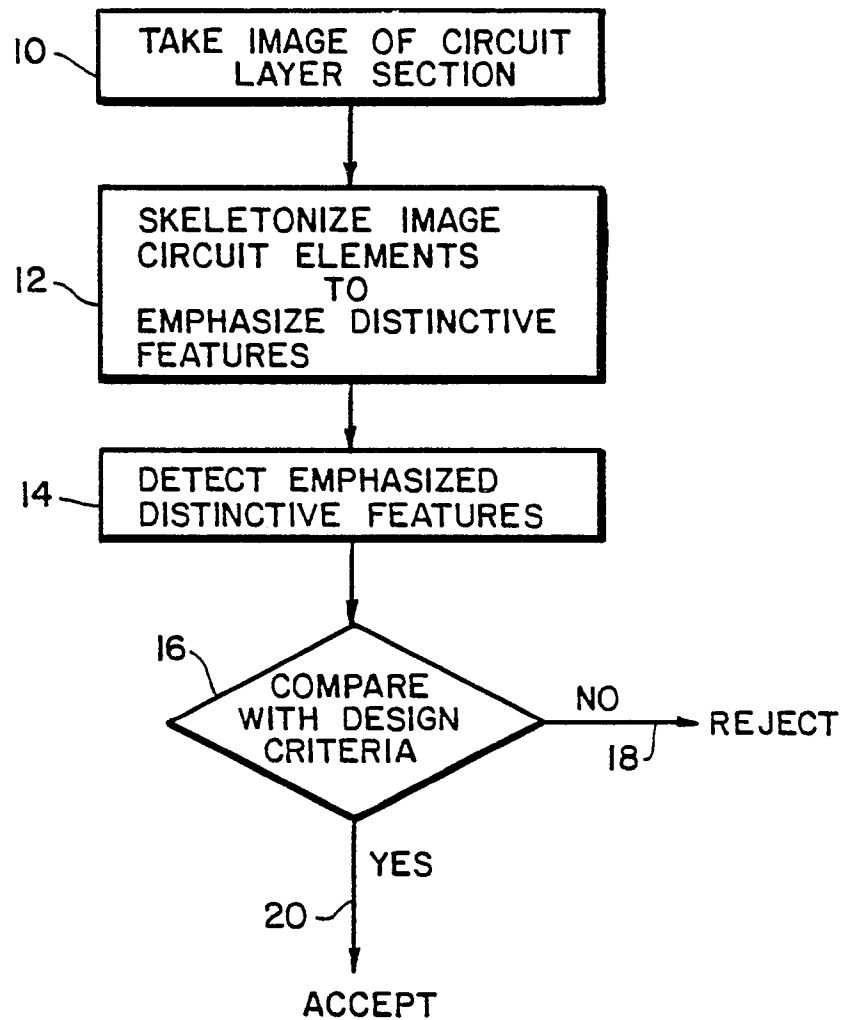 10
TAKE IMAGE OF CIRCUIT
LAYER SECTION
12
SKELETONIZE IMAGE
CIRCUIT ELEMENTS
TO
EMPHASIZE DISTINCTIVE
FEATURES
14
DETECT EMPHASIZED
DISTINCTIVE FEATURES
16
COMPARE
WITH DESIGN
CRITERIA
NO
18
REJECT
YES
20
ACCEPT